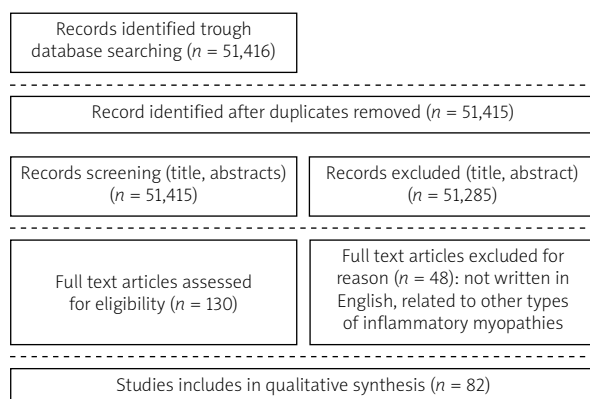 Records identified trough
database searching (n = 51,416)
Record identified after duplicates removed (n = 51,415)
Records screening (title, abstracts)
(n = 51,415)
Records excluded (title, abstract)
(n = 51,285)
Full text articles assessed
for eligibility (n = 130)
Full text articles excluded for
reason (n = 48): not written in
English, related to other types
of inflammatory myopathies
Studies includes in qualitative synthesis (n = 82)